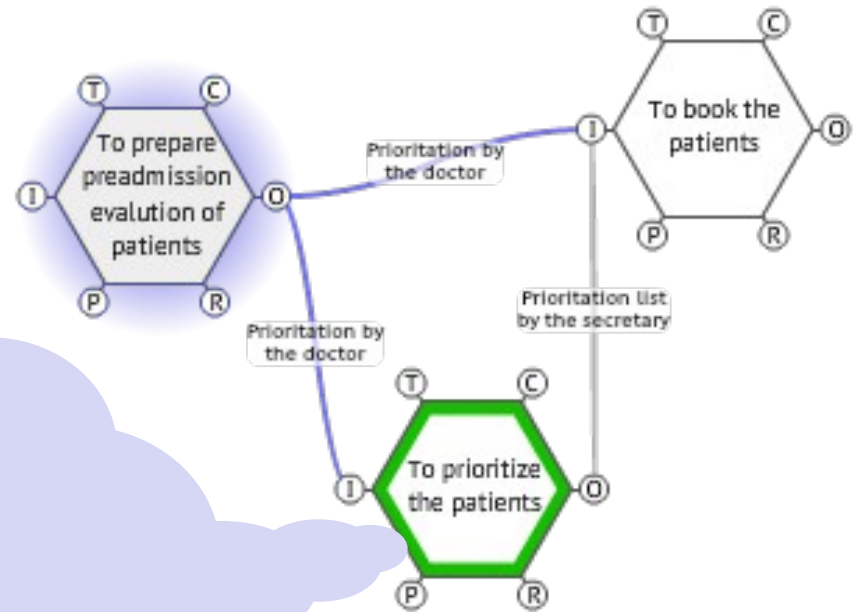 T
C
To prepare
preadmission
evalution of
patients
I
O
P
R
Prioritation by
the doctor
T
C
To book the
patients
I
O
P
R
Prioritation by
the doctor
Prioritation list
by the secretary
T
C
To prioritize
the patients
I
O
P
R